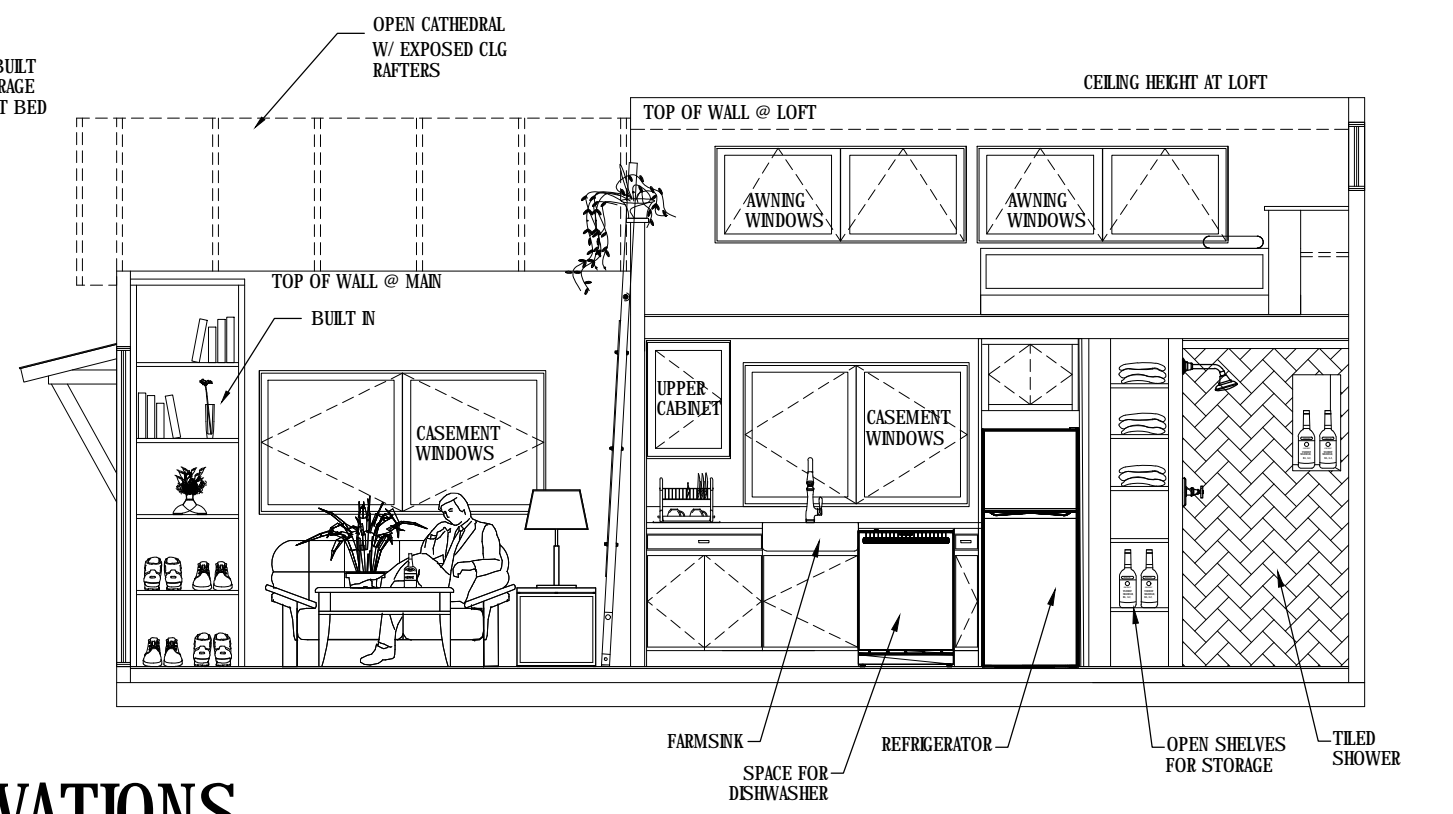 OPEN CATHEDRAL
W/ EXPOSED CLG
RAFTERS
BUILT
RAGE
T BED
CEILING HEIGHT AT LOFT
TOP OF WALL @ LOFT
AWNING
WINDOWS
AWNING
WINDOWS
TOP OF WALL @ MAIN
BUILT IN
UPPER
CABINET
CASEMENT
WINDOWS
CASEMENT
WINDOWS
FARMSINK
REFRIGERATOR
OPEN SHELVES
FOR STORAGE
TILED
SHOWER
SPACE FOR
DISHWASHER
VATIONS